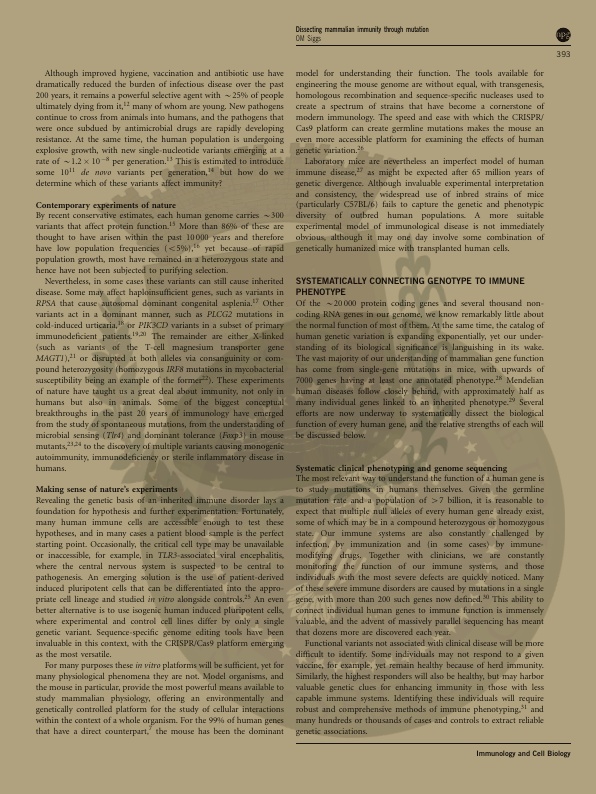 Dissecting mammalian immunity through mutation
OM Siggs
npg
393
Although improved hygiene, vaccination and antibiotic use have
dramatically reduced the burden of infectious disease over the past
200 years, it remains a powerful selective agent with ~25% of people
ultimately dying from it,12 many of whom are young. New pathogens
continue to cross from animals into humans, and the pathogens that
were once subdued by antimicrobial drugs are rapidly developing
resistance. At the same time, the human population is undergoing
explosive growth, with new single-nucleotide variants emerging at a
rate of ~1.2 × 10−8 per generation.13 This is estimated to introduce
some 1011 de novo variants per generation,14 but how do we
determine which of these variants affect immunity?
Contemporary experiments of nature
By recent conservative estimates, each human genome carries ~300
variants that affect protein function.15 More than 86% of these are
thought to have arisen within the past 10 000 years and therefore
have low population frequencies (<5%),16 yet because of rapid
population growth, most have remained in a heterozygous state and
hence have not been subjected to purifying selection.
Nevertheless, in some cases these variants can still cause inherited
disease. Some may affect haploinsufficient genes, such as variants in
RPSA that cause autosomal dominant congenital asplenia.17 Other
variants act in a dominant manner, such as PLCG2 mutations in
cold-induced urticaria,18 or PIK3CD variants in a subset of primary
immunodeficient patients.19,20 The remainder are either X-linked
(such as variants of the T-cell magnesium transporter gene
MAGT1),21 or disrupted at both alleles via consanguinity or com-
pound heterozygosity (homozygous IRF8 mutations in mycobacterial
susceptibility being an example of the former22). These experiments
of nature have taught us a great deal about immunity, not only in
humans but also in animals. Some of the biggest conceptual
breakthroughs in the past 20 years of immunology have emerged
from the study of spontaneous mutations, from the understanding of
microbial sensing (Tlr4) and dominant tolerance (Foxp3) in mouse
mutants,23,24 to the discovery of multiple variants causing monogenic
autoimmunity, immunodeficiency or sterile inflammatory disease in
humans.
Making sense of nature's experiments
Revealing the genetic basis of an inherited immune disorder lays a
foundation for hypothesis and further experimentation. Fortunately,
many human immune cells are accessible enough to test these
hypotheses, and in many cases a patient blood sample is the perfect
starting point. Occasionally, the critical cell type may be unavailable
or inaccessible, for example, in TLR3-associated viral encephalitis,
where the central nervous system is suspected to be central to
pathogenesis. An emerging solution is the use of patient-derived
induced pluripotent cells that can be differentiated into the appro-
priate cell lineage and studied in vitro alongside controls.25 An even
better alternative is to use isogenic human induced pluripotent cells,
where experimental and control cell lines differ by only a single
genetic variant. Sequence-specific genome editing tools have been
invaluable in this context, with the CRISPR/Cas9 platform emerging
as the most versatile.
For many purposes these in vitro platforms will be sufficient, yet for
many physiological phenomena they are not. Model organisms, and
the mouse in particular, provide the most powerful means available to
study mammalian physiology, offering an environmentally and
genetically controlled platform for the study of cellular interactions
within the context of a whole organism. For the 99% of human genes
that have a direct counterpart,7 the mouse has been the dominant
model for understanding their function. The tools available for
engineering the mouse genome are without equal, with transgenesis,
homologous recombination and sequence-specific nucleases used to
create a spectrum of strains that have become a cornerstone of
modern immunology. The speed and ease with which the CRISPR/
Cas9 platform can create germline mutations makes the mouse an
even more accessible platform for examining the effects of human
genetic variation.26
Laboratory mice are nevertheless an imperfect model of human
immune disease,27 as might be expected after 65 million years of
genetic divergence. Although invaluable experimental interpretation
and consistency, the widespread use of inbred strains of mice
(particularly C57BL/6) fails to capture the genetic and phenotypic
diversity of outbred human populations. A more suitable
experimental model of immunological disease is not immediately
obvious, although it may one day involve some combination of
genetically humanized mice with transplanted human cells.
SYSTEMATICALLY CONNECTING GENOTYPE TO IMMUNE
PHENOTYPE
Of the ~20 000 protein coding genes and several thousand non-
coding RNA genes in our genome, we know remarkably little about
the normal function of most of them. At the same time, the catalog of
human genetic variation is expanding exponentially, yet our under-
standing of its biological significance is languishing in its wake.
The vast majority of our understanding of mammalian gene function
has come from single-gene mutations in mice, with upwards of
7000 genes having at least one annotated phenotype.28 Mendelian
human diseases follow closely behind, with approximately half as
many individual genes linked to an inherited phenotype.29 Several
efforts are now underway to systematically dissect the biological
function of every human gene, and the relative strengths of each will
be discussed below.
Systematic clinical phenotyping and genome sequencing
The most relevant way to understand the function of a human gene is
to study mutation in humans themselves. Given the germline
mutation rate and a population of >7 billion, it is reasonable to
expect that multiple null alleles of every human gene already exist,
some of which may be in a compound heterozygous or homozygous
state. Our immune systems are also constantly challenged by
infection, by immunization and (in some cases) by immune-
modifying drugs. Together with clinicians, we are constantly
monitoring the function of our immune systems, and those
individuals with the most severe defects are quickly noticed. Many
of these severe immune disorders are caused by mutations in a single
gene, with more than 200 such genes now defined.30 This ability to
connect individual human genes to immune function is immensely
valuable, and the advent of massively parallel sequencing has meant
that dozens more are discovered each year.
Functional variants not associated with clinical disease will be more
difficult to identify. Some individuals may not respond to a given
vaccine, for example, yet remain healthy because of herd immunity.
Similarly, the highest responders will also be healthy, but may harbor
valuable genetic clues for enhancing immunity in those with less
capable immune systems. Identifying these individuals will require
robust and comprehensive methods of immune phenotyping,31 and
many hundreds or thousands of cases and controls to extract reliable
genetic associations.
Immunology and Cell Biology